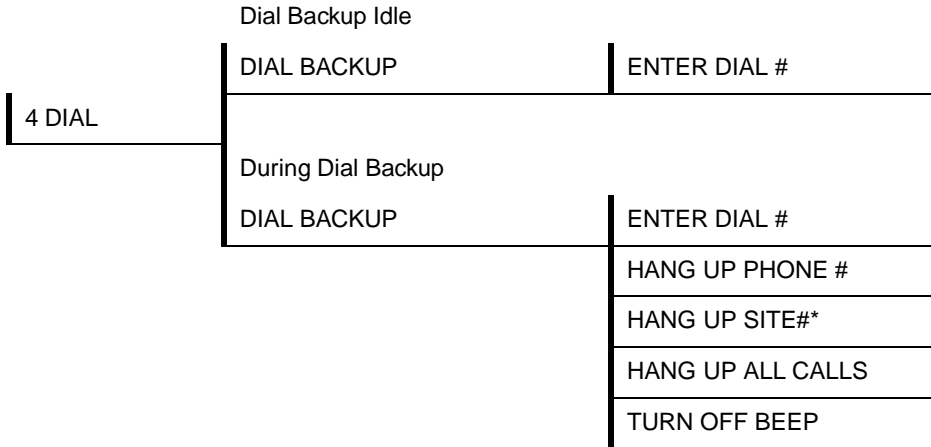 Dial Backup Idle
DIAL BACKUP
ENTER DIAL #
4 DIAL
During Dial Backup
DIAL BACKUP
ENTER DIAL #
HANG UP PHONE #
HANG UP SITE#*
HANG UP ALL CALLS
TURN OFF BEEP